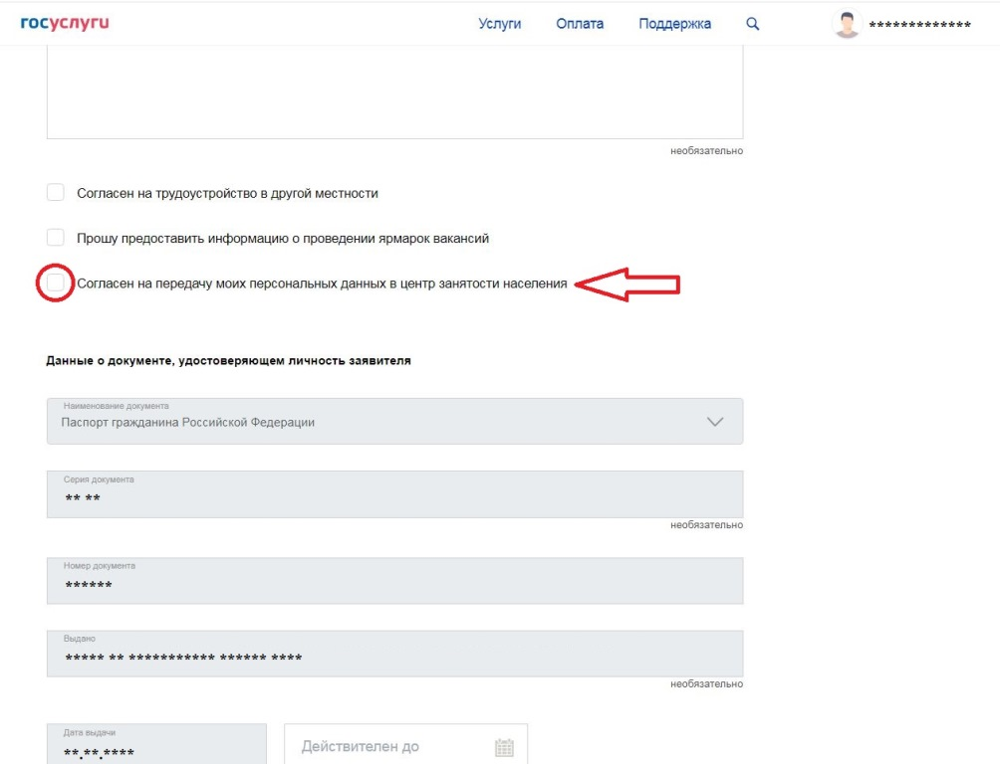 госуслуги Услуги Оплата Поддержка *************
необязательно
Согласен на трудоустройство в другой местности
Прошу предоставить информацию о проведении ярмарок вакансий
Согласен на передачу моих персональных данных в центр занятости населения
Данные о документе, удостоверяющем личность заявителя
Наименование документа
Паспорт гражданина Российской Федерации
Серия документа
** **
необязательно
Номер документа
******
Выдано
***** ** *********** ****** ****
необязательно
Дата выдачи
**.**.****
Действителен до